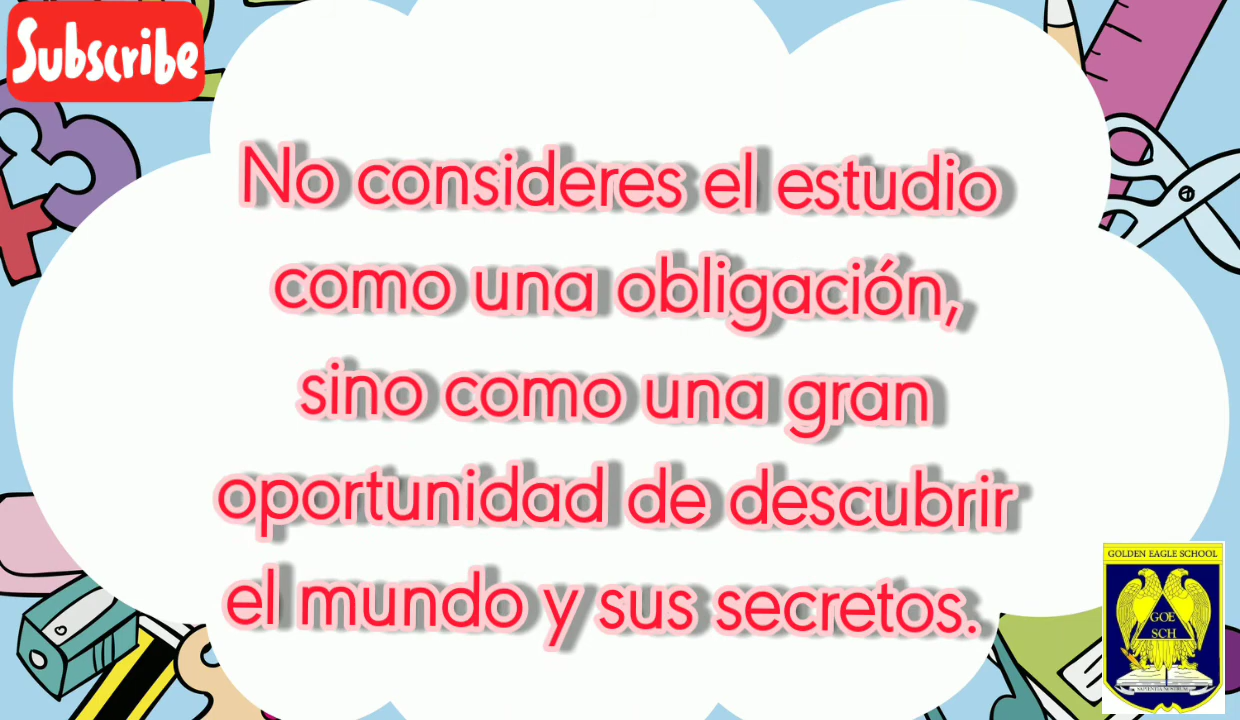 Subscribe
No consideres el estudio
como una obligación,
sino como una gran
oportunidad de descubrir
el mundo y sus secretos.
GOLDEN EAGLE SCHOOL
GOE
SCH